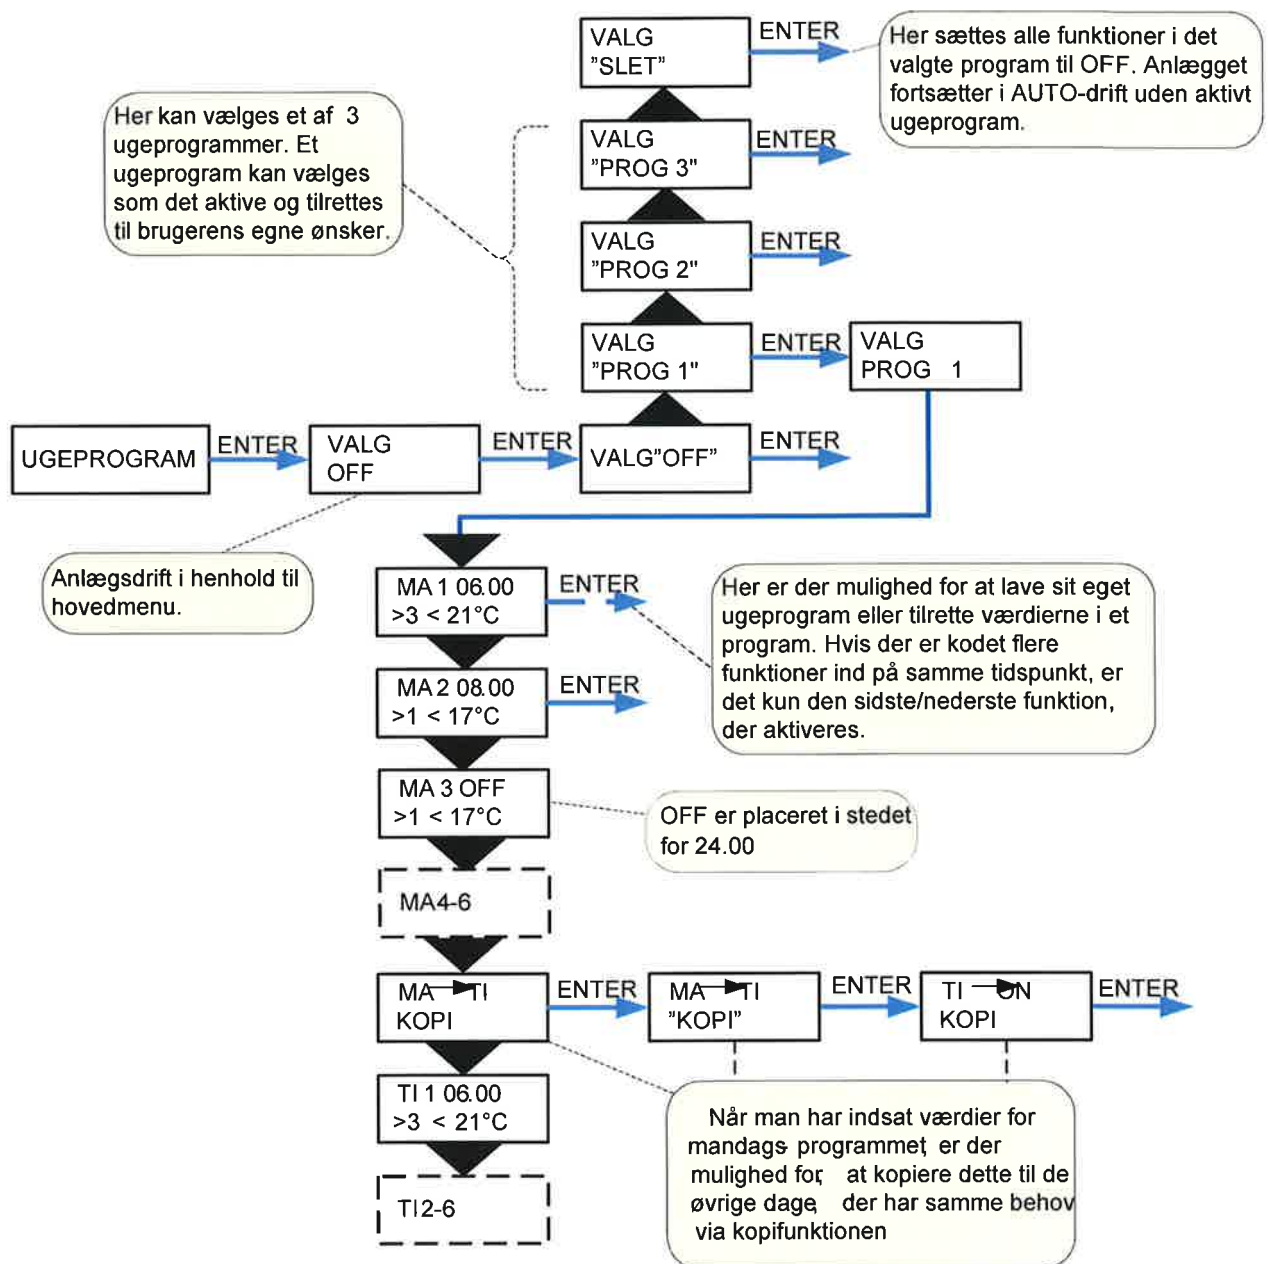 VALG
"SLET"
ENTER
Her sættes alle funktioner i det
valgte program til OFF. Anlægget
fortsætter i AUTO-drift uden aktivt
ugeprogram.
Her kan vælges et af 3
ugeprogrammer. Et
ugeprogram kan vælges
som det aktive og tilrettes
til brugerens egne ønsker.
VALG
"PROG 3"
ENTER
VALG
"PROG 2"
ENTER
VALG
"PROG 1"
ENTER
VALG
PROG 1
UGEPROGRAM
ENTER
VALG
OFF
ENTER
VALG"OFF"
ENTER
Anlægsdrift i henhold til
hovedmenu.
MA 1 06.00
>3 < 21°C
ENTER
Her er der mulighed for at lave sit eget
ugeprogram eller tilrette værdierne i et
program. Hvis der er kodet flere
funktioner ind på samme tidspunkt, er
det kun den sidste/nederste funktion,
der aktiveres.
MA 2 08.00
>1 < 17°C
ENTER
MA 3 OFF
>1 < 17°C
OFF er placeret i stedet
for 24.00
MA4-6
MA TI
KOPI
ENTER
MA TI
"KOPI"
ENTER
TI ON
KOPI
ENTER
TI 1 06.00
>3 < 21°C
Når man har indsat værdier for
mandags- programmet, er der
mulighed for, at kopiere dette til de
øvrige dage, der har samme behov
via kopifunktionen
TI2-6